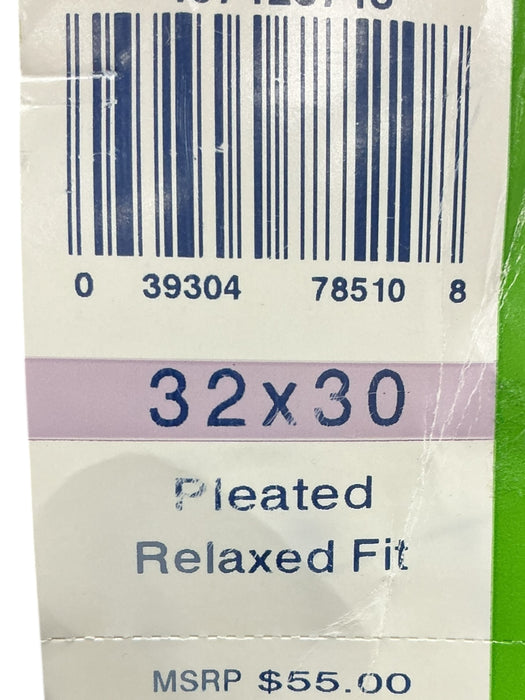 0 39304 78510 8
32x30
Pleated
Relaxed Fit
MSRP $55.00